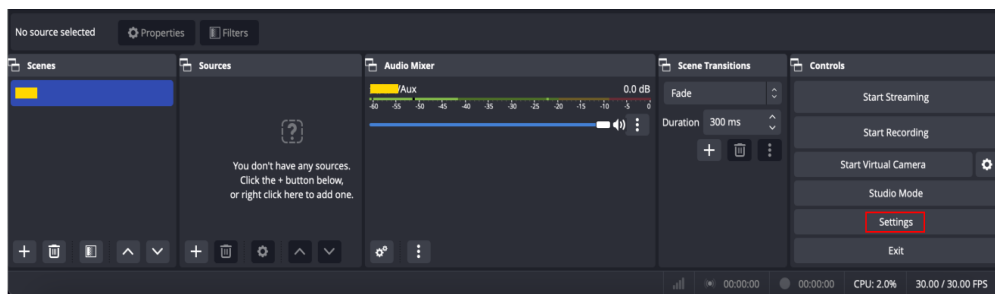 No source selected
Properties
Filters
Scenes
Sources
You don't have any sources.
Click the + button below,
or right click here to add one.
Audio Mixer
/Aux
0.0 dB
-60 -55 -50 -45 -40 -35 -30 -25 -20 -15 -10 -5 0
Scene Transitions
Fade
Duration 300 ms
Controls
Start Streaming
Start Recording
Start Virtual Camera
Studio Mode
Settings
Exit
00:00:00
00:00:00
CPU: 2.0%
30.00 / 30.00 FPS